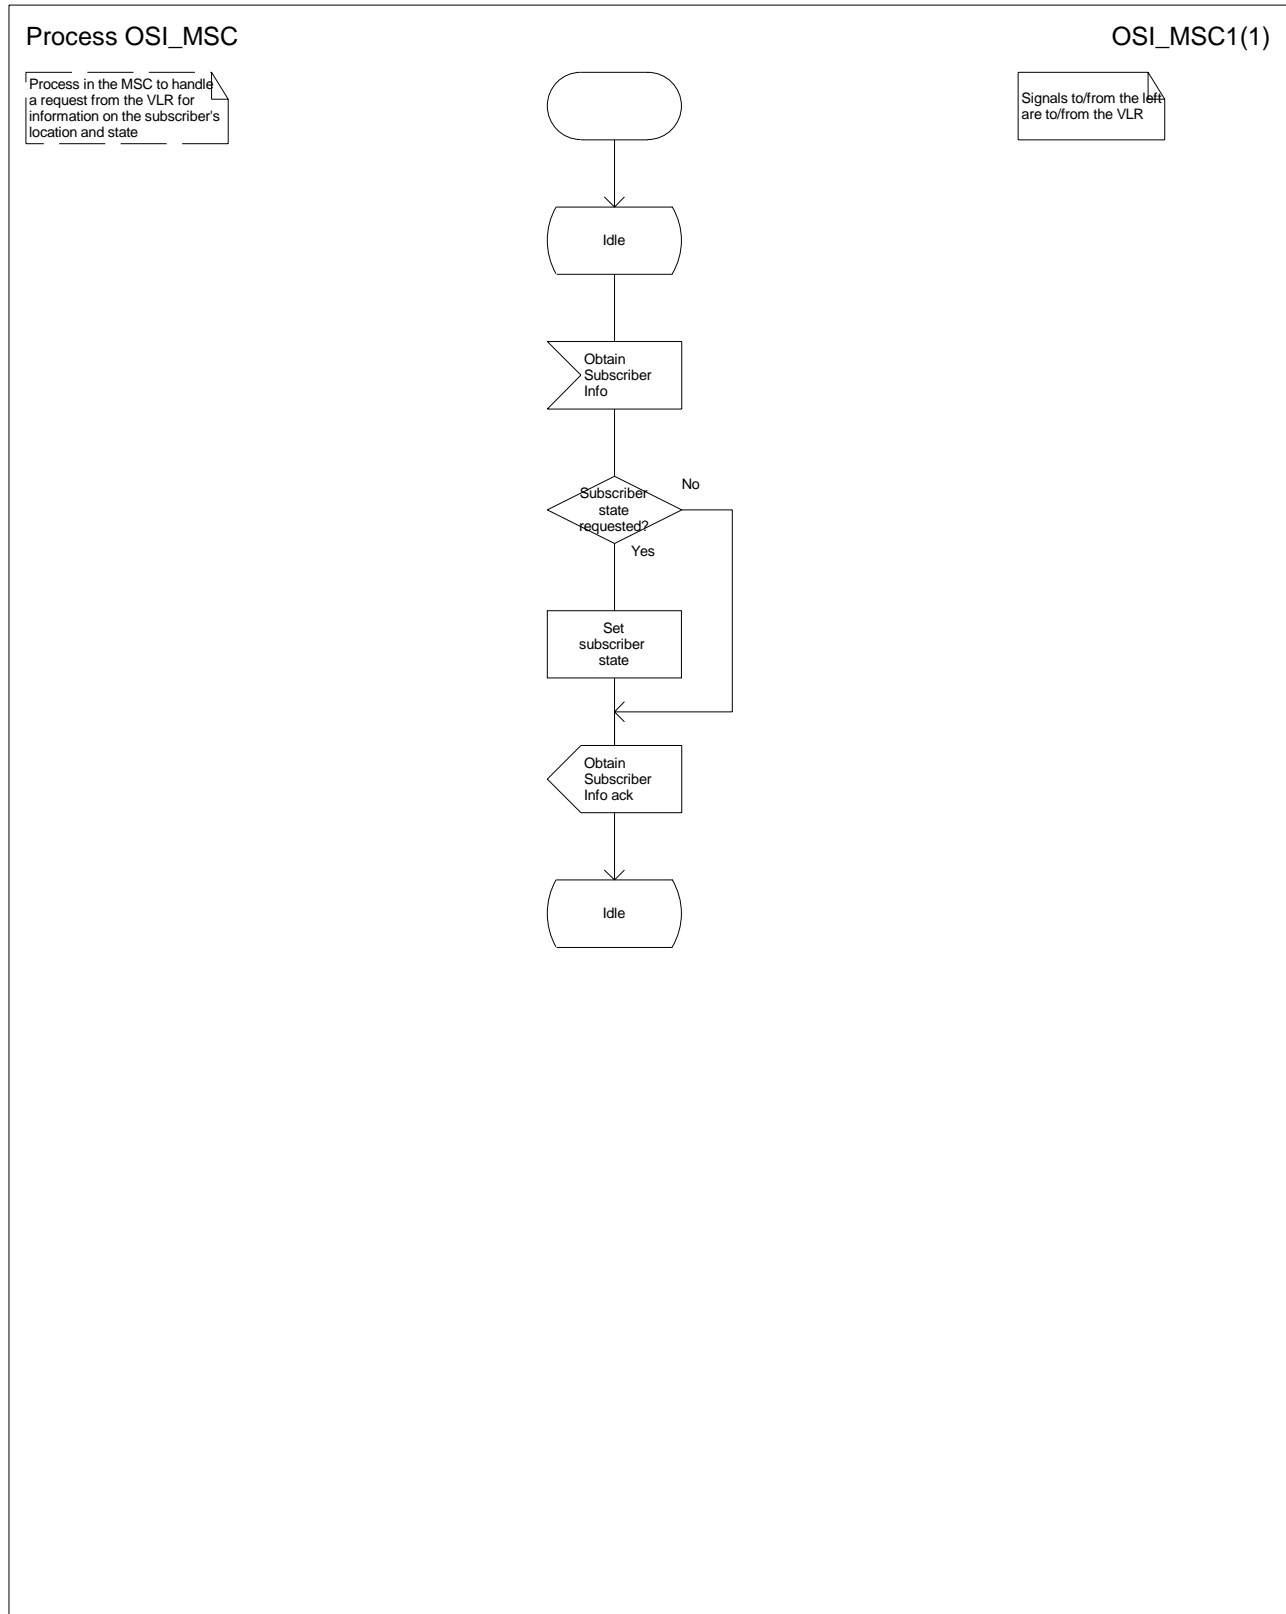 Process OSI_MSC
OSI_MSC1(1)
Process in the MSC to handle
a request from the VLR for
information on the subscriber's
location and state
Signals to/from the left
are to/from the VLR
Idle
Obtain
Subscriber
Info
Subscriber
state
requested?
No
Yes
Set
subscriber
state
Obtain
Subscriber
Info ack
Idle